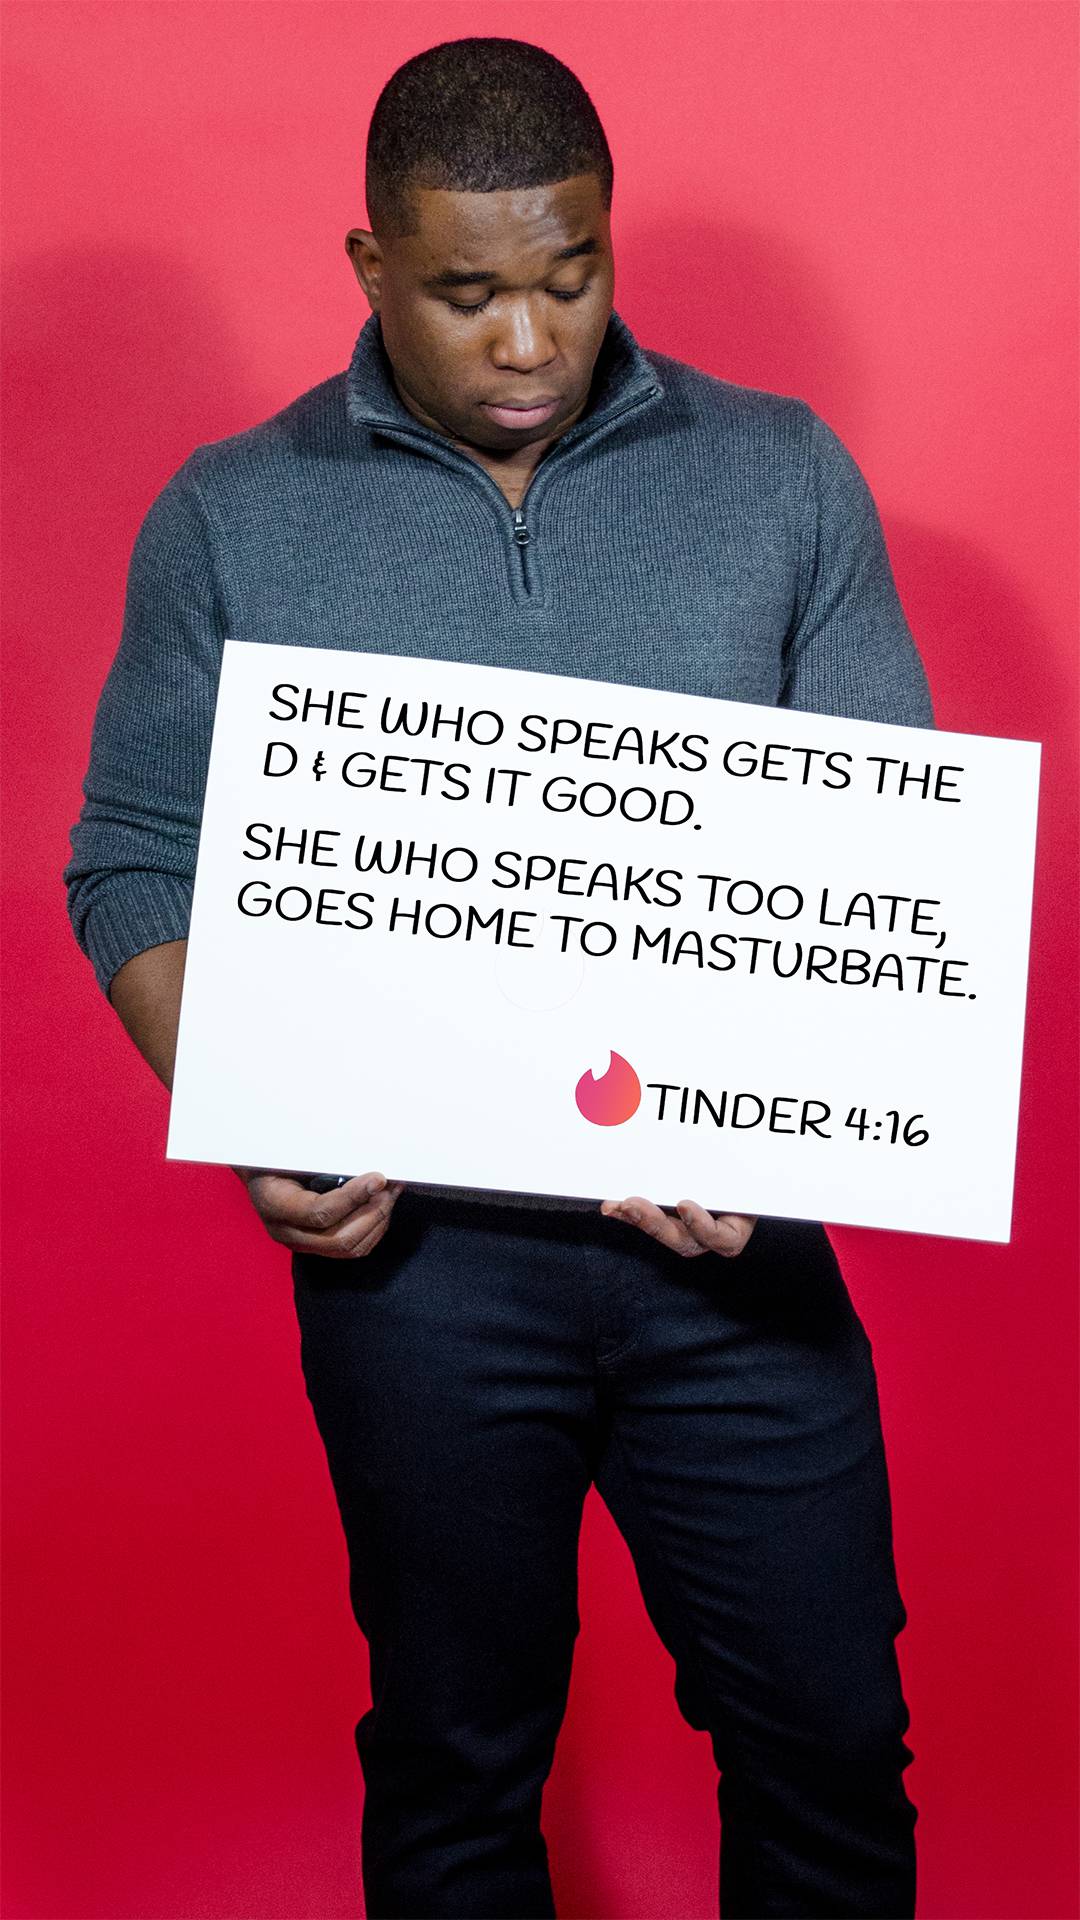 SHE WHO SPEAKS GETS THE
D & GETS IT GOOD.
SHE WHO SPEAKS TOO LATE,
GOES HOME TO MASTURBATE.
TINDER 4:16